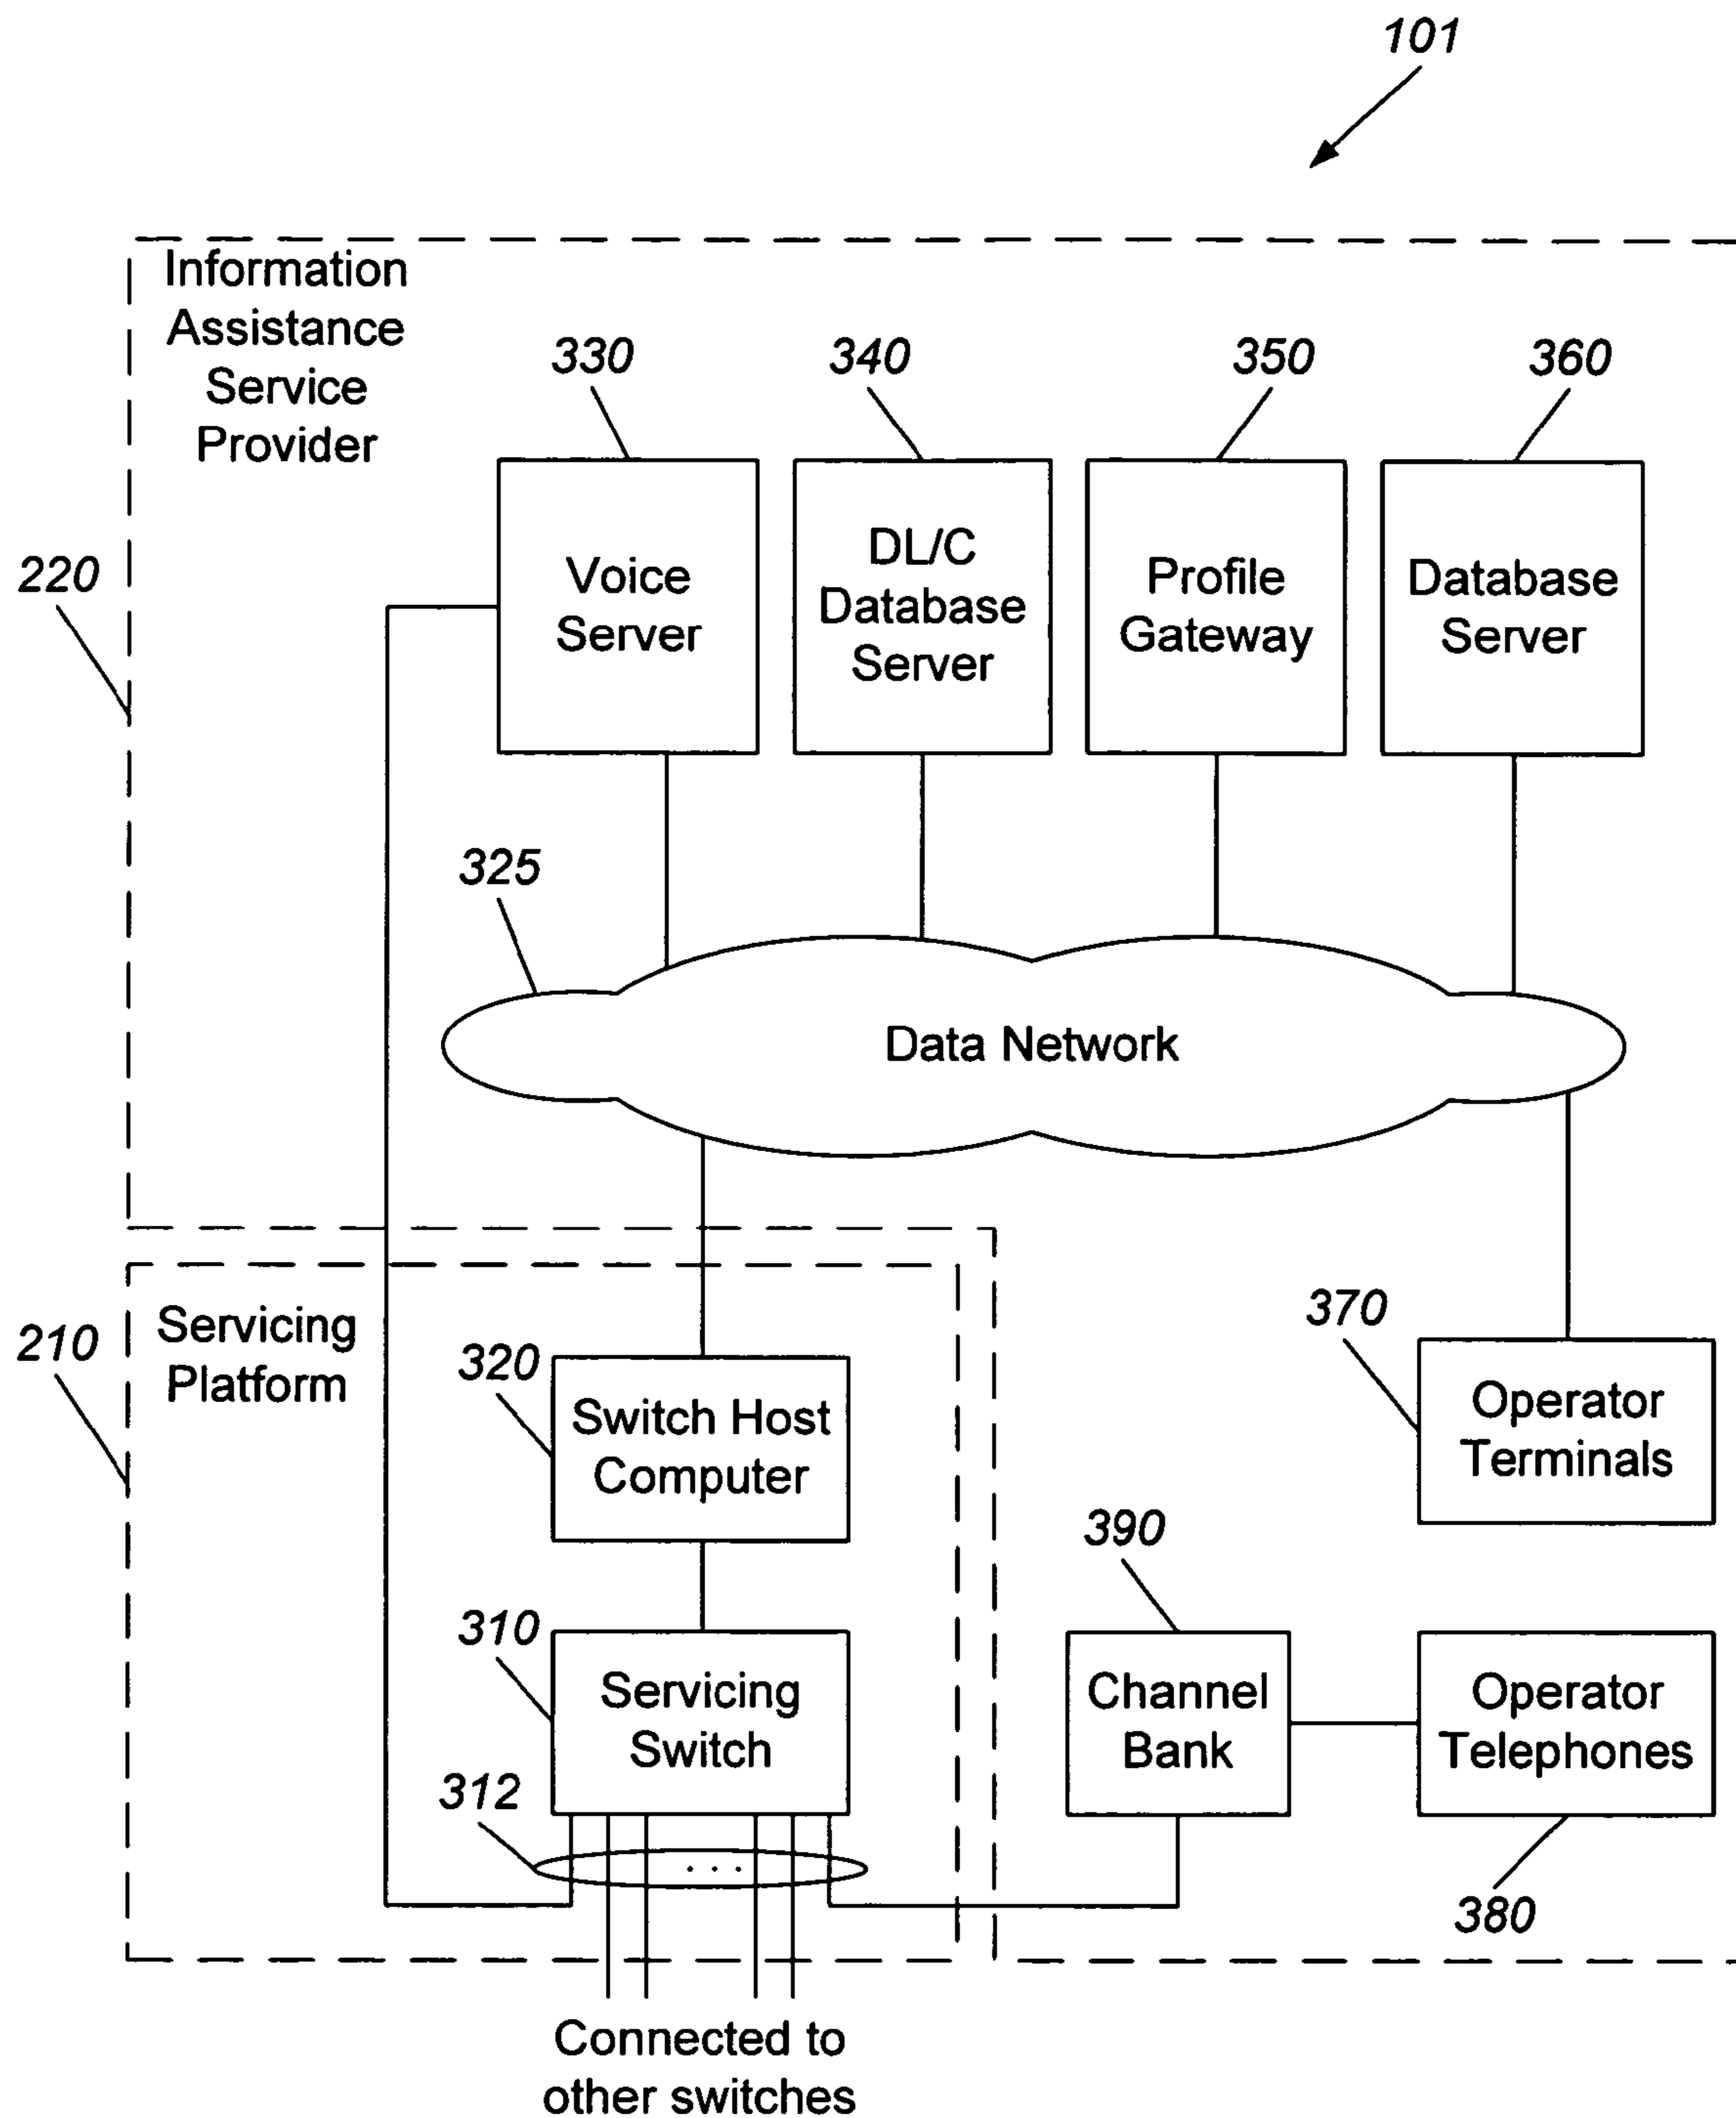 101
Information
Assistance
Service
Provider
330
340
350
360
220
Voice
Server
DL/C
Database
Server
Profile
Gateway
Database
Server
325
Data Network
210
Servicing
Platform
320
Switch Host
Computer
370
Operator
Terminals
310
Servicing
Switch
390
Channel
Bank
Operator
Telephones
312
. . .
380
Connected to
other switches